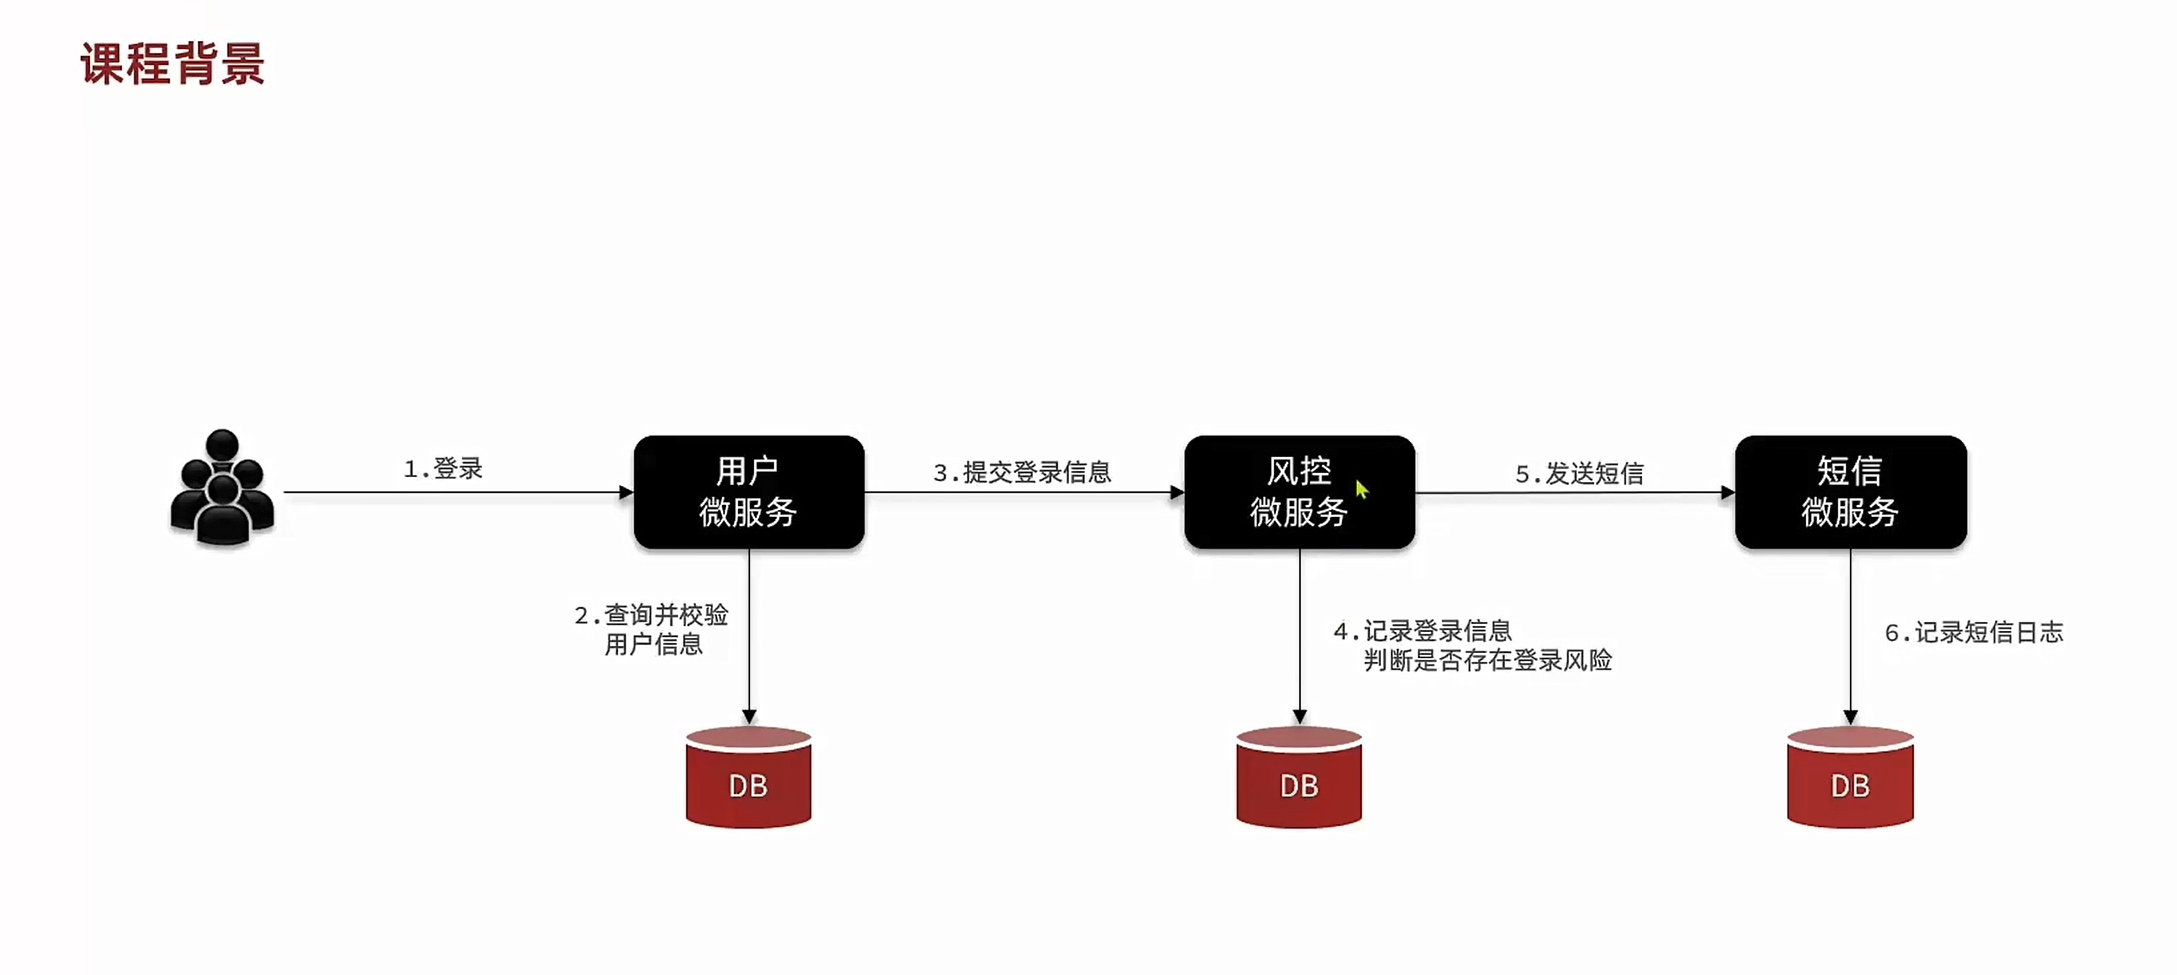 课程背景
1.登录
用户
微服务
3.提交登录信息
风控
微服务
5.发送短信
短信
微服务
2.查询并校验
用户信息
4.记录登录信息
判断是否存在登录风险
6.记录短信日志
DB
DB
DB